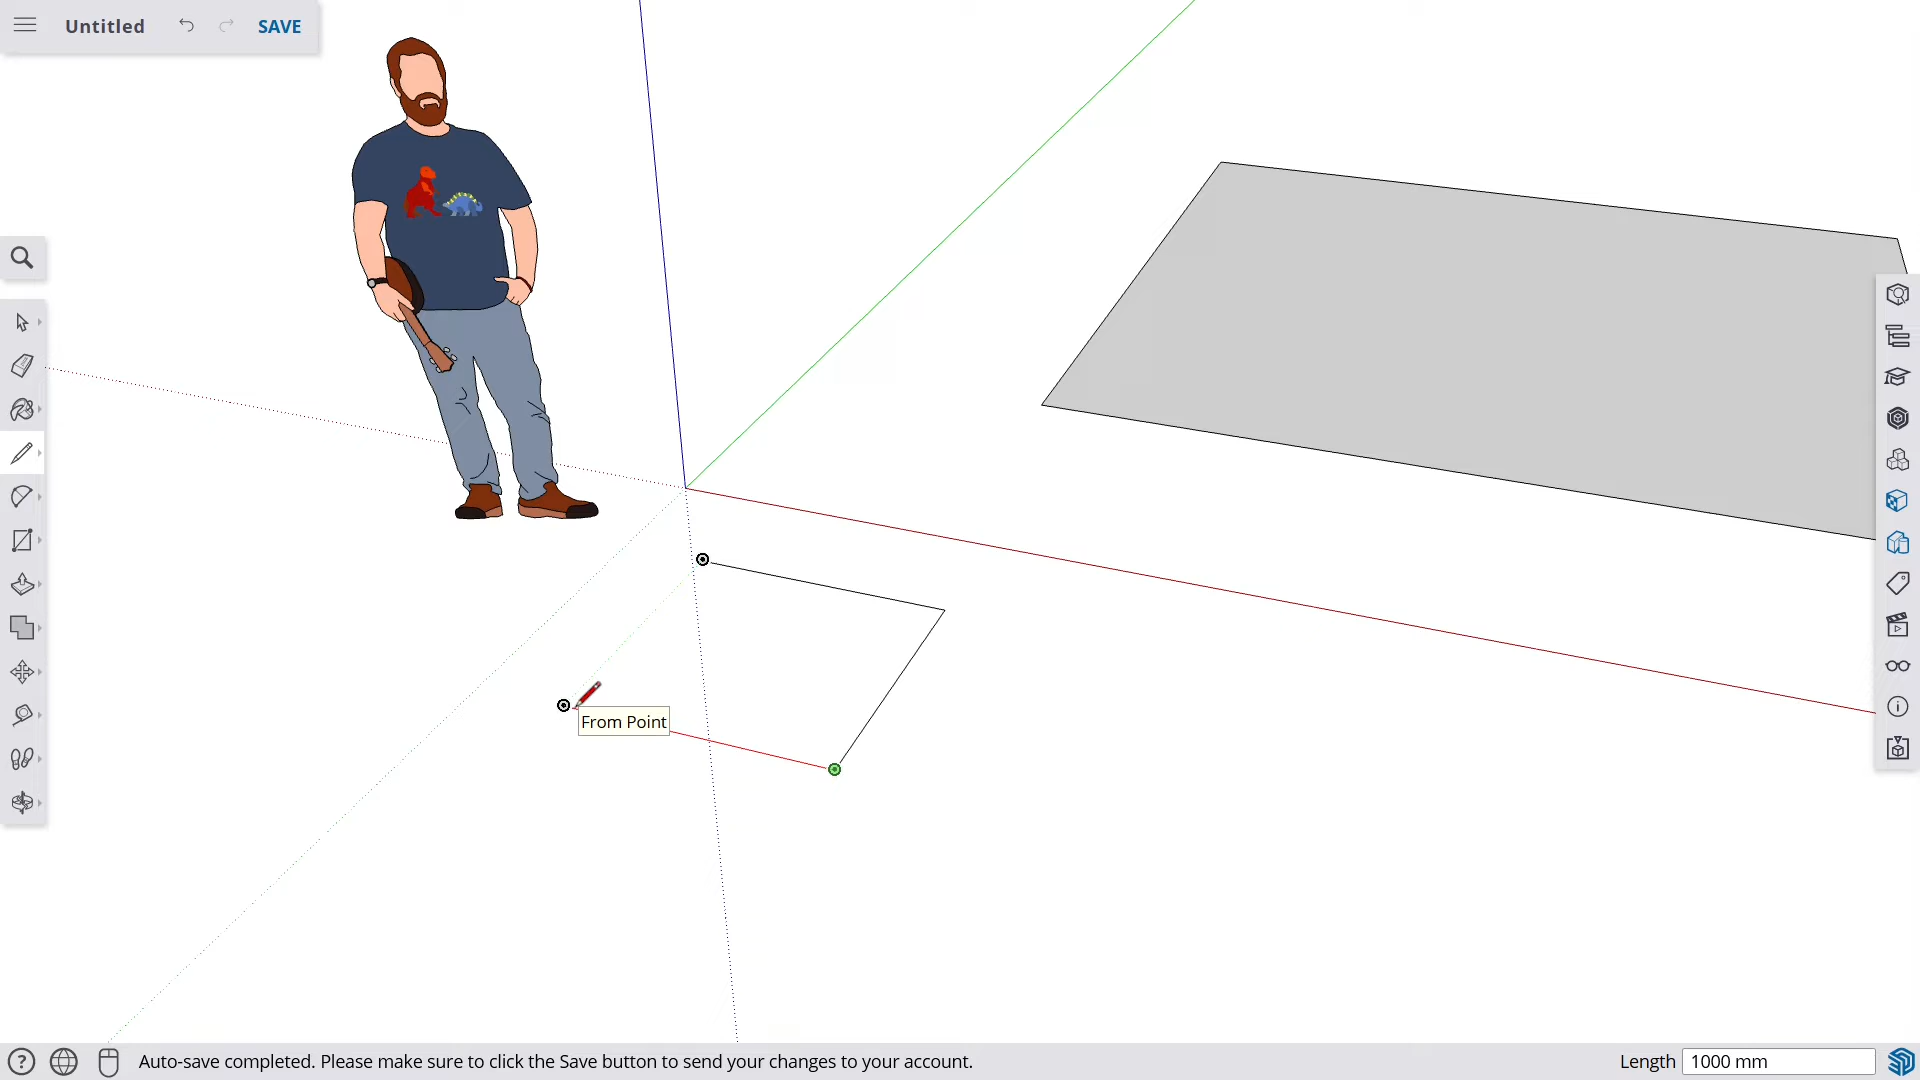 Untitled
SAVE
From Point
Auto-save completed. Please make sure to click the Save button to send your changes to your account.
Length 1000 mm